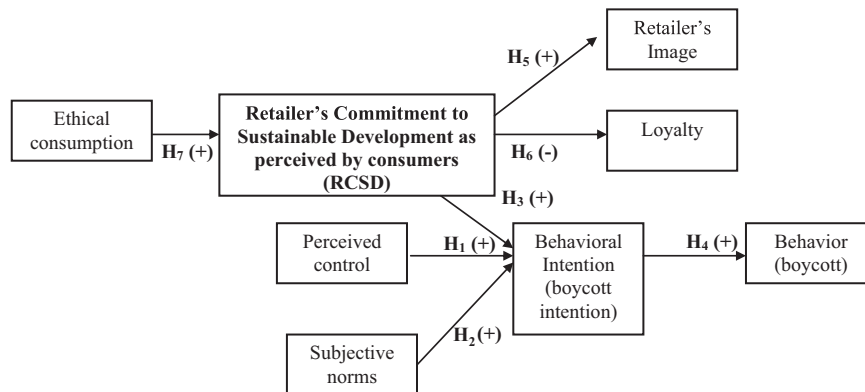 Retailer's
Image
H₅ (+)
Ethical
consumption
H₇ (+)
Retailer's Commitment to
Sustainable Development as
perceived by consumers
(RCSD)
H₆ (-)
Loyalty
H₃ (+)
Perceived
control
H₁ (+)
Behavioral
Intention
(boycott
intention)
H₄ (+)
Behavior
(boycott)
H₂ (+)
Subjective
norms